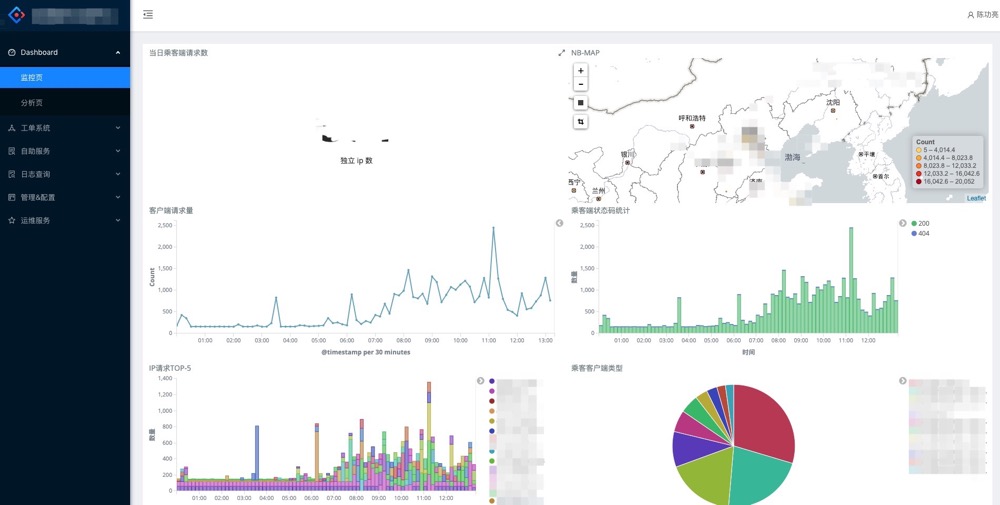 陈功亮
Dashboard
监控页
分析页
工单系统
自助服务
日志查询
管理&配置
运维服务
当日乘客端请求数
独立 ip 数
NB-MAP
+
−
呼和浩特
沈阳
银川
渤海
平壤
首尔
西宁
兰州
济南
Count
5 – 4,014.4
4,014.4 – 8,023.8
8,023.8 – 12,033.2
12,033.2 – 16,042.6
16,042.6 – 20,052
Leaflet
客户端请求量
2,500
2,000
1,500
1,000
500
0
Count
01:00 02:00 03:00 04:00 05:00 06:00 07:00 08:00 09:00 10:00 11:00 12:00 13:00
@timestamp per 30 minutes
乘客端状态码统计
200
404
2,500
2,000
1,500
1,000
500
0
数量
01:00 02:00 03:00 04:00 05:00 06:00 07:00 08:00 09:00 10:00 11:00 12:00
时间
IP请求TOP-5
1,400
1,200
1,000
800
600
400
200
0
数量
01:00 02:00 03:00 04:00 05:00 06:00 07:00 08:00 09:00 10:00 11:00 12:00
乘客客户端类型